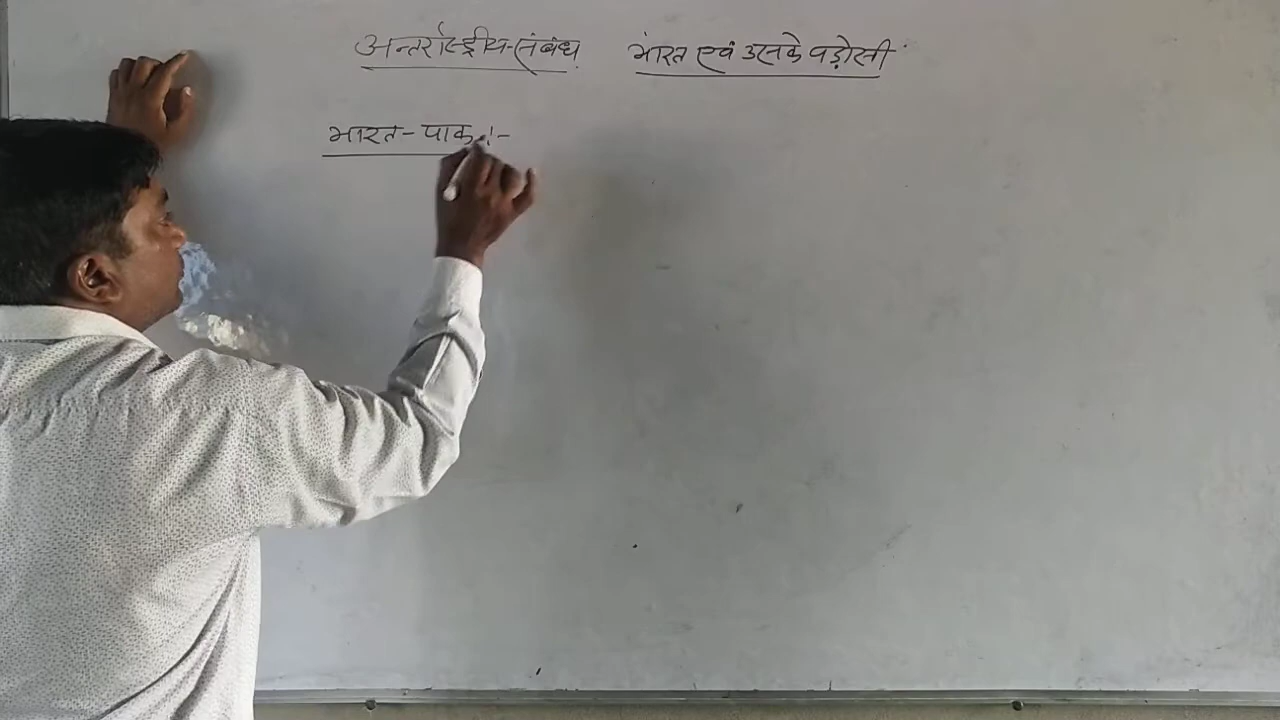 अन्तर्राष्ट्रीय-संबंध भारत एवं उसके पड़ोसी
भारत-पाक :-